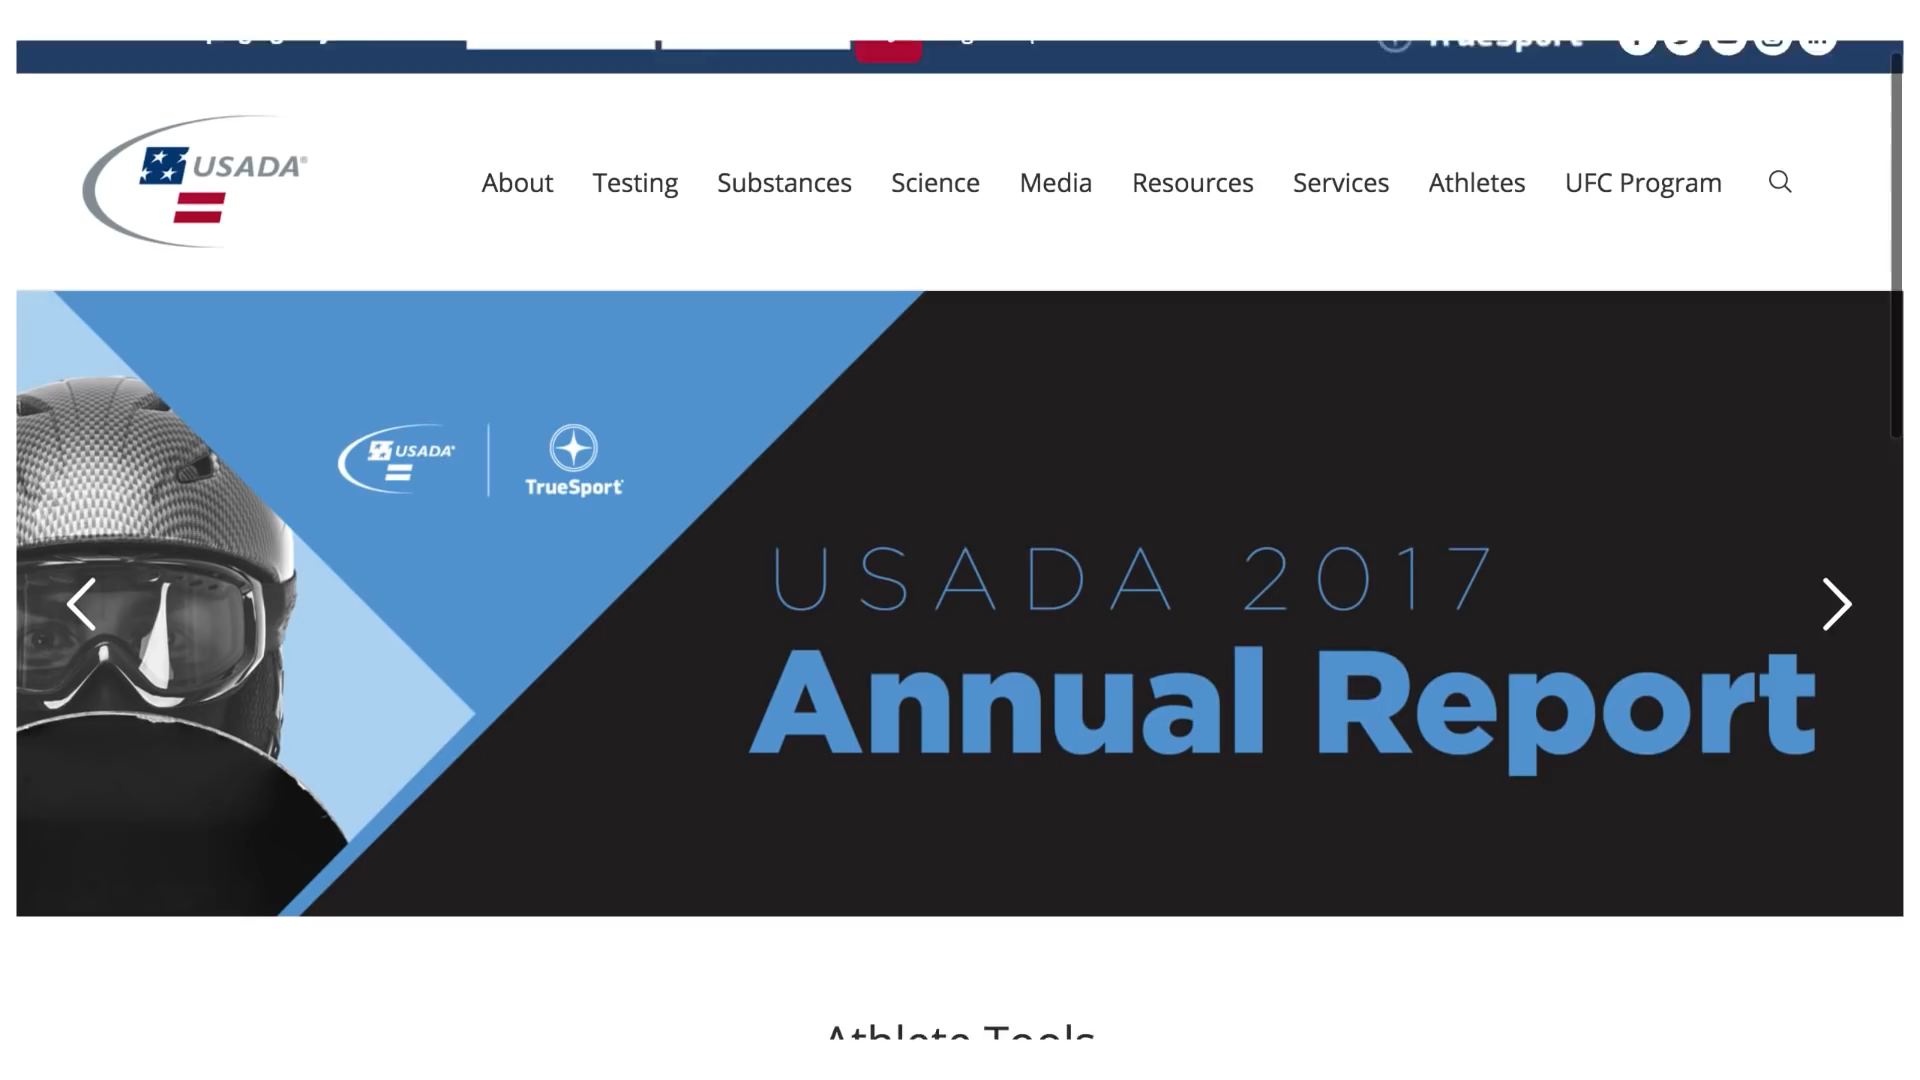 TrueSport
USADA®
About Testing Substances Science Media Resources Services Athletes UFC Program
USADA®
TrueSport®
USADA 2017
Annual Report
Athlete Tools